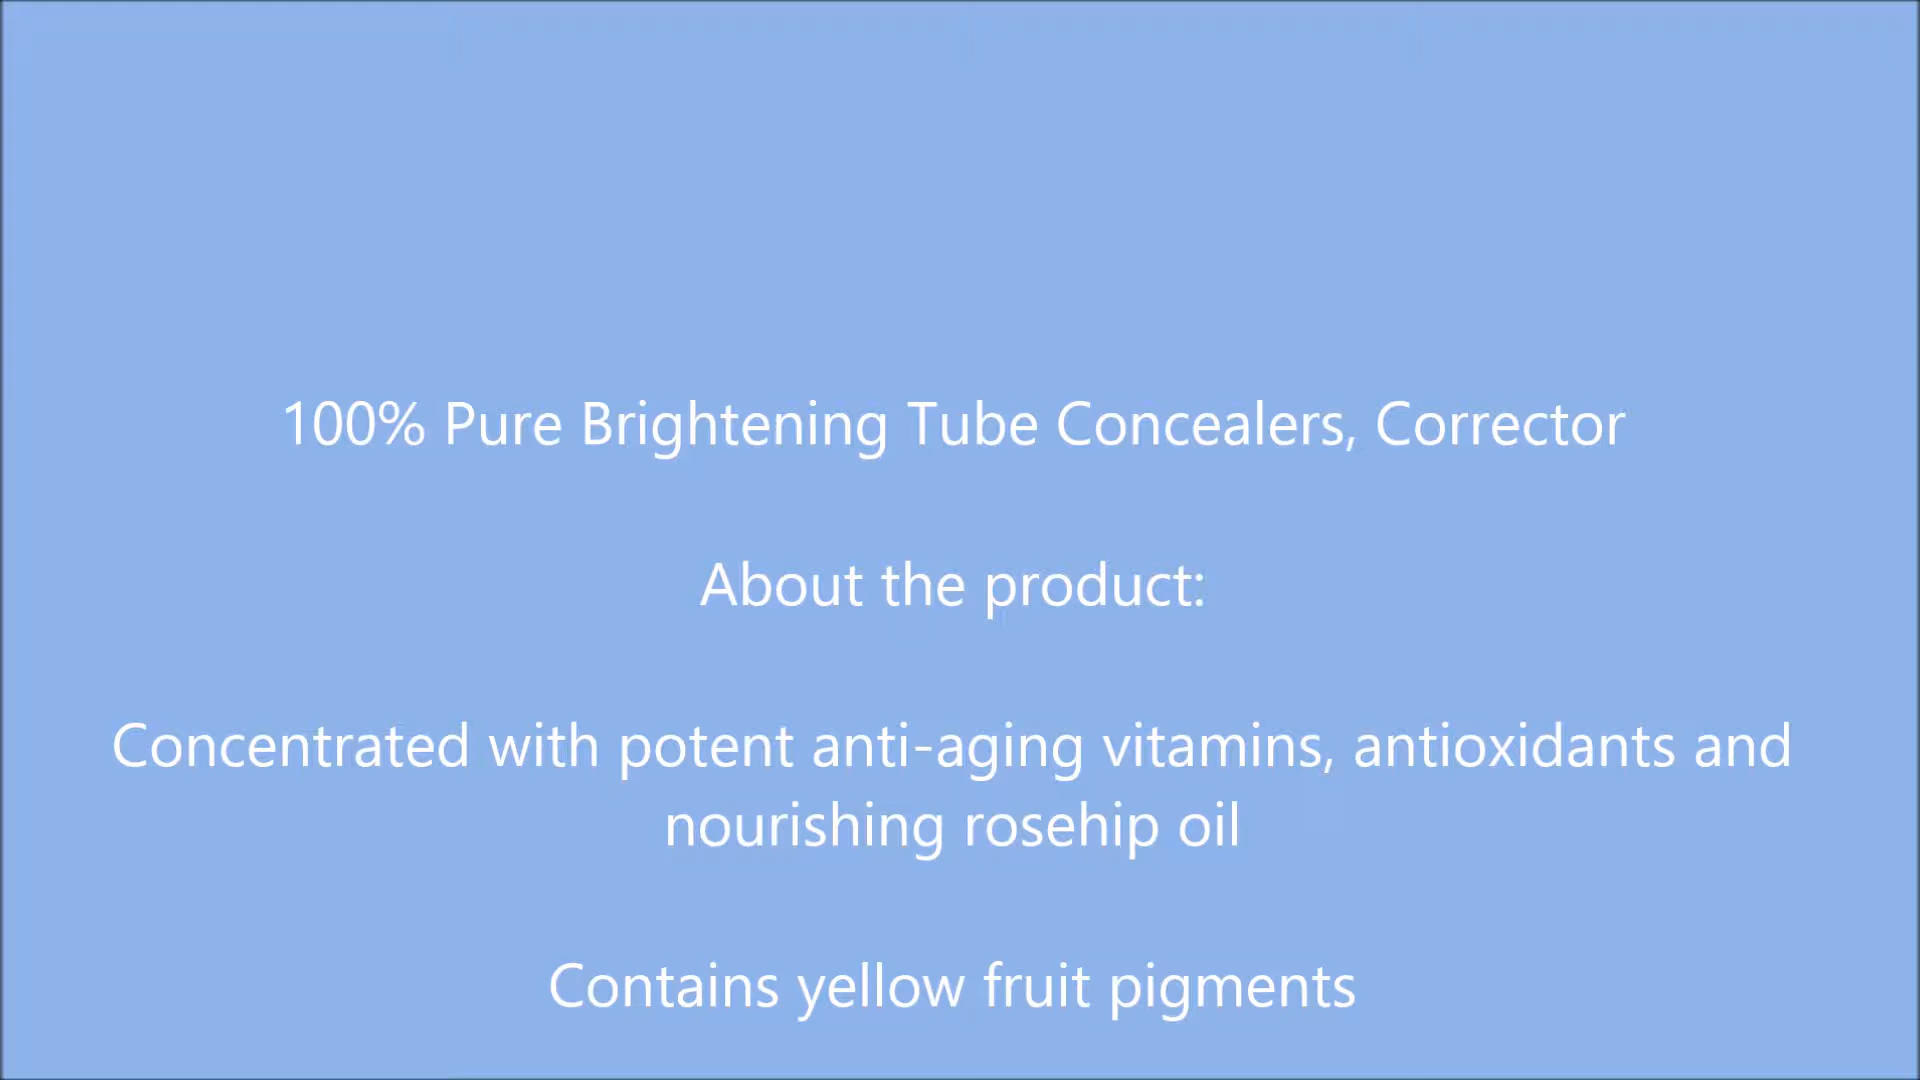 100% Pure Brightening Tube Concealers, Corrector
About the product:
Concentrated with potent anti-aging vitamins, antioxidants and
nourishing rosehip oil
Contains yellow fruit pigments